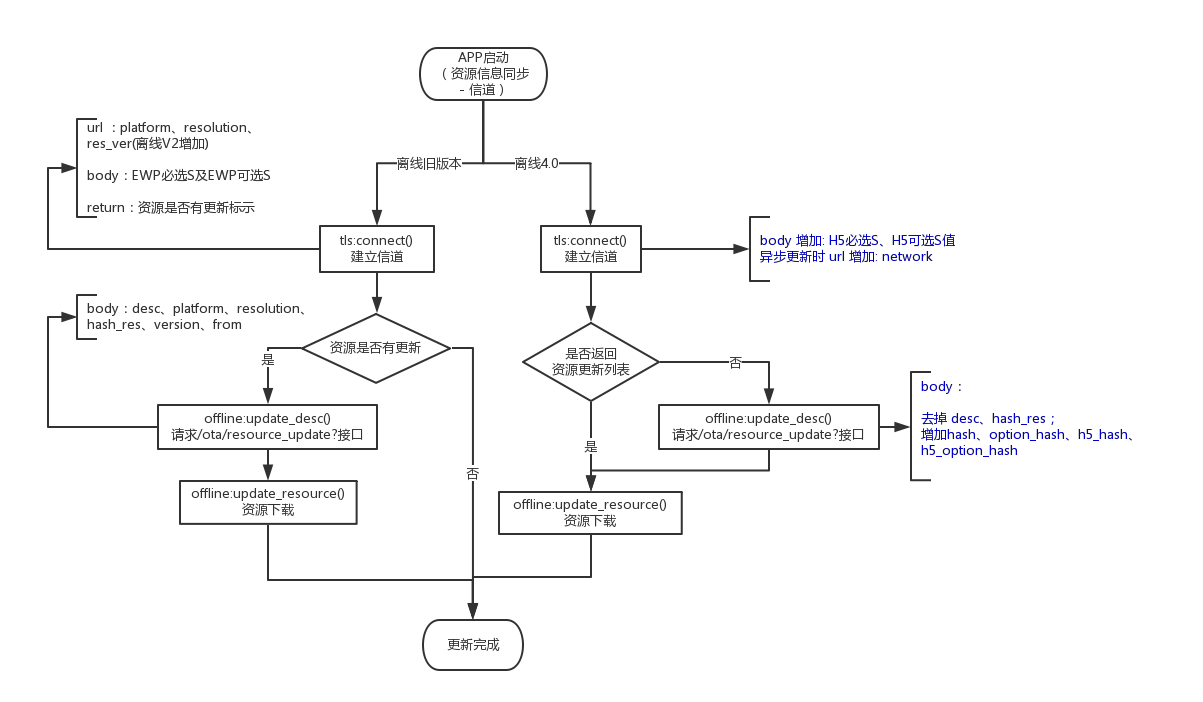 APP启动
（资源信息同步
- 信道）
url ：platform、resolution、
res_ver(离线V2增加)
body：EWP必选S及EWP可选S
return：资源是否有更新标示
离线旧版本
离线4.0
tls:connect()
建立信道
tls:connect()
建立信道
body 增加: H5必选S、H5可选S值
异步更新时 url 增加: network
body：desc、platform、resolution、
hash_res、version、from
资源是否有更新
是否返回
资源更新列表
是
否
offline:update_desc()
请求/ota/resource_update?接口
offline:update_desc()
请求/ota/resource_update?接口
body：
去掉 desc、hash_res；
增加hash、option_hash、h5_hash、
h5_option_hash
是
否
offline:update_resource()
资源下载
offline:update_resource()
资源下载
更新完成